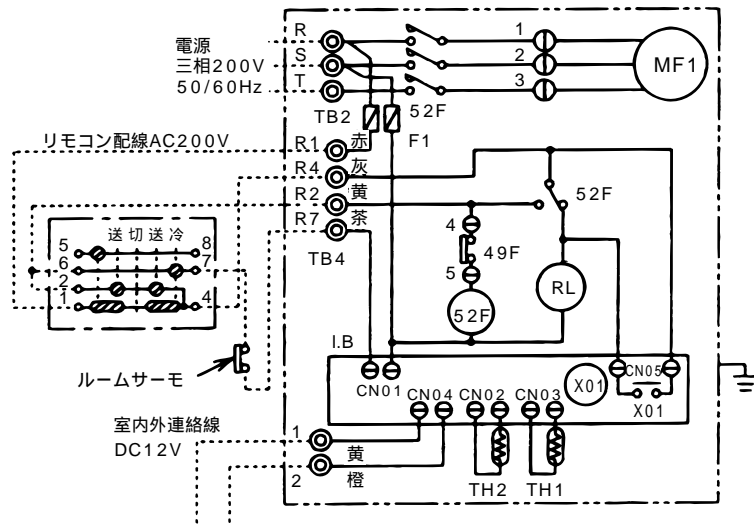 電源
三相200V
50/60Hz
R
S
T
TB2
1
2
3
MF1
52F
F1
リモコン配線AC200V
R1 赤
R4 灰
R2 黄
R7 茶
TB4
52F
4
49F
5
52F
RL
送切送冷
5 8
6 7
2
1 4
ルームサーモ
I.B
CN01
CN04
CN02
CN03
X01
CN05
X01
室内外連絡線
DC12V
1
黄
2
橙
TH2
TH1